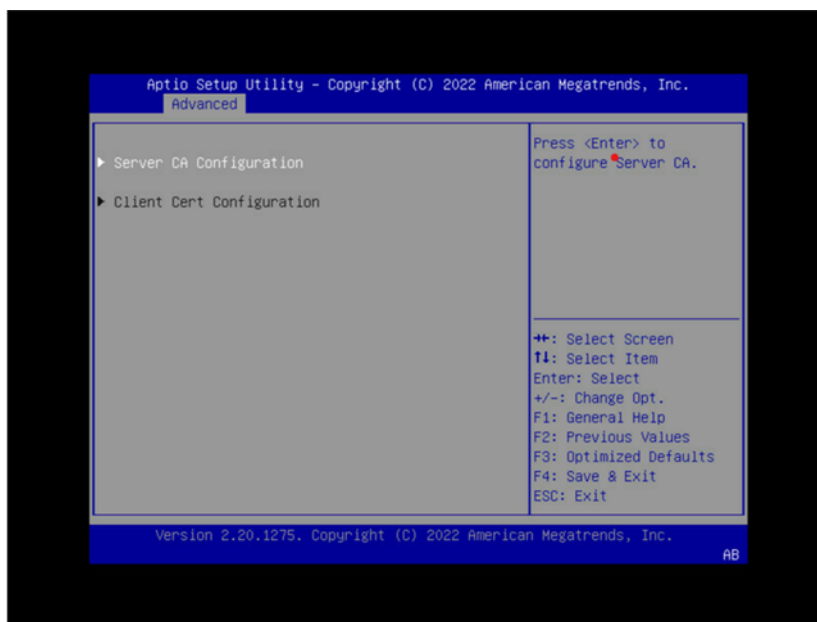 Aptio Setup Utility – Copyright (C) 2022 American Megatrends, Inc.
Advanced
Server CA Configuration
Client Cert Configuration
Press <Enter> to
configure Server CA.
→←: Select Screen
↑↓: Select Item
Enter: Select
+/-: Change Opt.
F1: General Help
F2: Previous Values
F3: Optimized Defaults
F4: Save & Exit
ESC: Exit
Version 2.20.1275. Copyright (C) 2022 American Megatrends, Inc.
AB